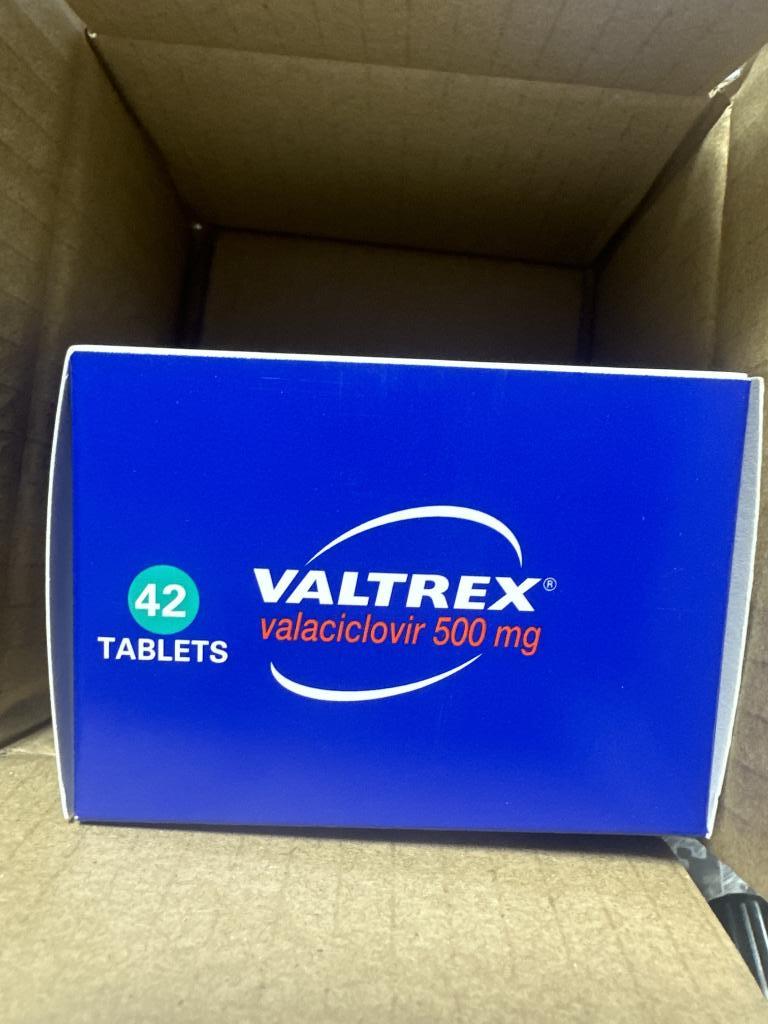 42
TABLETS
VALTREX®
valaciclovir 500 mg